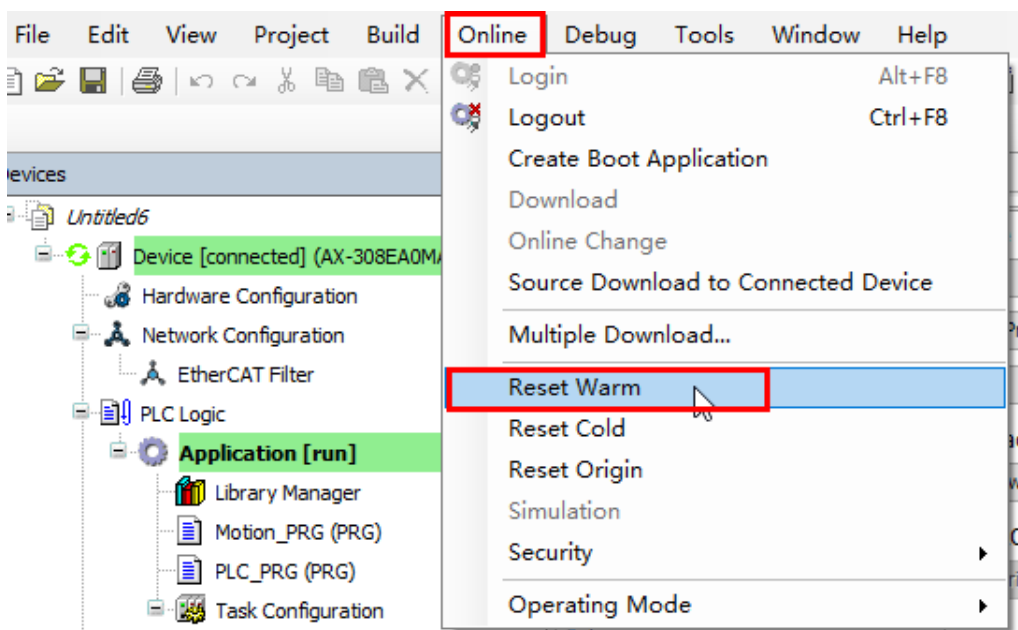 File Edit View Project Build Online Debug Tools Window Help
Login Alt+F8
Logout Ctrl+F8
Create Boot Application
Download
Online Change
Source Download to Connected Device
Multiple Download...
Reset Warm
Reset Cold
Reset Origin
Simulation
Security
Operating Mode
evices
Untitled6
Device [connected] (AX-308EA0MA
Hardware Configuration
Network Configuration
EtherCAT Filter
PLC Logic
Application [run]
Library Manager
Motion_PRG (PRG)
PLC_PRG (PRG)
Task Configuration